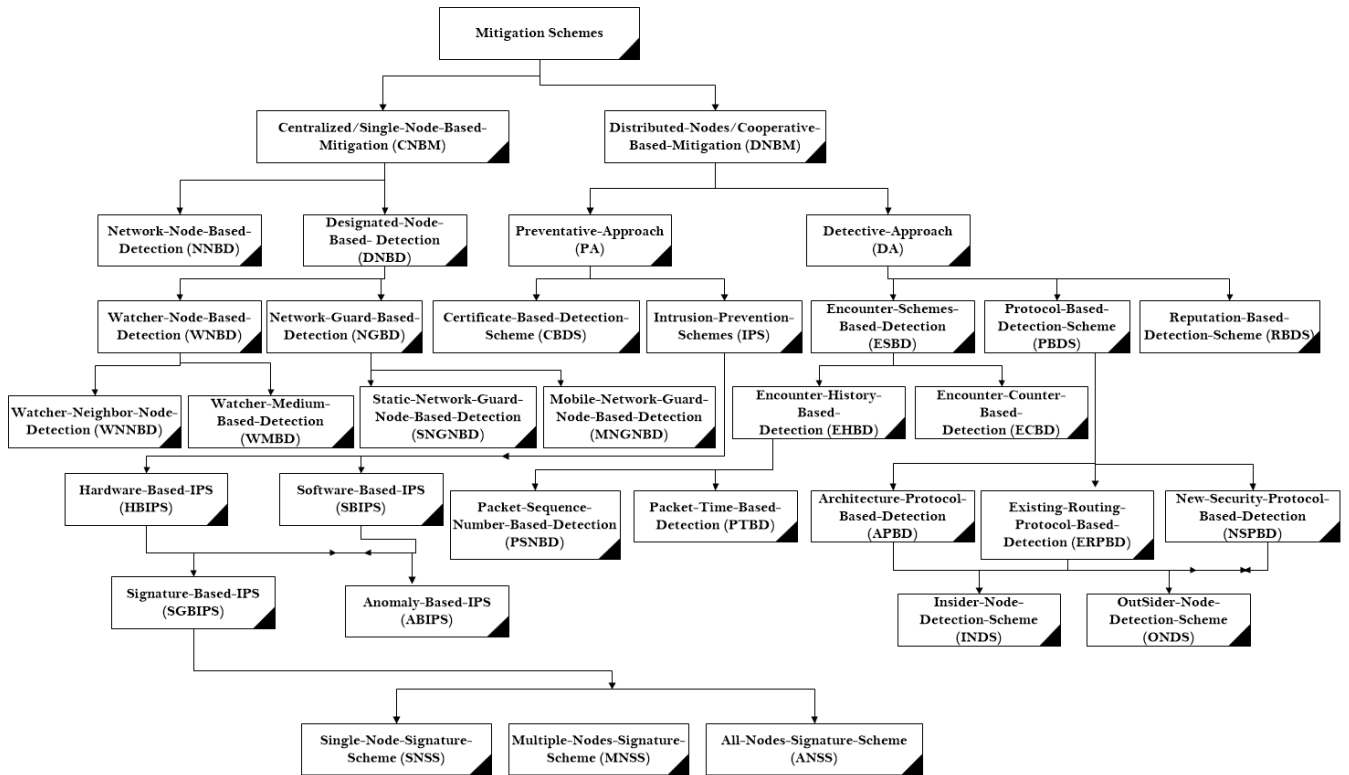 Mitigation Schemes
Centralized/Single-Node-Based-
Mitigation (CNBM)
Distributed-Nodes/Cooperative-
Based-Mitigation (DNBM)
Network-Node-Based-
Detection (NNBD)
Designated-Node-
Based- Detection
(DNBD)
Preventative-Approach
(PA)
Detective-Approach
(DA)
Watcher-Node-Based-
Detection (WNBD)
Network-Guard-Based-
Detection (NGBD)
Certificate-Based-Detection-
Scheme (CBDS)
Intrusion-Prevention-
Schemes (IPS)
Encounter-Schemes-
Based-Detection
(ESBD)
Protocol-Based-
Detection-Scheme
(PBDS)
Reputation-Based-
Detection-Scheme (RBDS)
Watcher-Neighbor-Node-
Detection (WNNBD)
Watcher-Medium-
Based-Detection
(WMBD)
Static-Network-Guard-
Node-Based-Detection
(SNGNBD)
Mobile-Network-Guard-
Node-Based-Detection
(MNGNBD)
Encounter-History-
Based-
Detection (EHBD)
Encounter-Counter-
Based-
Detection (ECBD)
Hardware-Based-IPS
(HBIPS)
Software-Based-IPS
(SBIPS)
Packet-Sequence-
Number-Based-Detection
(PSNBD)
Packet-Time-Based-
Detection (PTBD)
Architecture-Protocol-
Based-Detection
(APBD)
Existing-Routing-
Protocol-Based-
Detection (ERPBD)
New-Security-Protocol-
Based-Detection
(NSPBD)
Signature-Based-IPS
(SGBIPS)
Anomaly-Based-IPS
(ABIPS)
Insider-Node-
Detection-Scheme
(INDS)
OutSider-Node-
Detection-Scheme
(ONDS)
Single-Node-Signature-
Scheme (SNSS)
Multiple-Nodes-Signature-
Scheme (MNSS)
All-Nodes-Signature-Scheme
(ANSS)